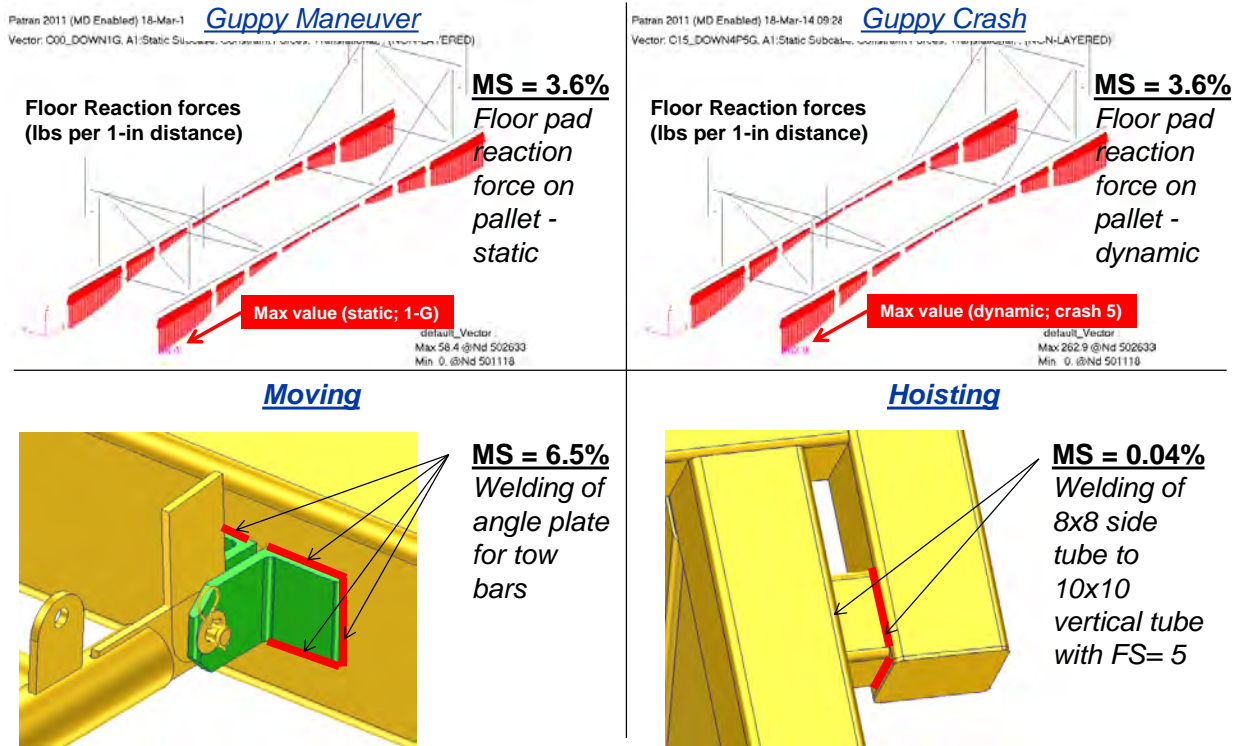 Guppy Maneuver
Patran 2011 (MD Enabled) 18-Mar-1
Vector: C00_DOWN1G, A1:Static Subcase, Constraint Forces, Translational, , (NON-LAYERED)
MS = 3.6%
Floor Reaction forces
(lbs per 1-in distance)
Floor pad
reaction
force on
pallet -
static
Max value (static; 1-G)
default_Vector :
Max 58.4 @Nd 502633
Min 0. @Nd 501118
Guppy Crash
Patran 2011 (MD Enabled) 18-Mar-14 09:28
Vector: C15_DOWN4P5G, A1:Static Subcase, Constraint Forces, Translational, , (NON-LAYERED)
MS = 3.6%
Floor Reaction forces
(lbs per 1-in distance)
Floor pad
reaction
force on
pallet -
dynamic
Max value (dynamic; crash 5)
default_Vector :
Max 262.9 @Nd 502633
Min 0. @Nd 501118
Moving
MS = 6.5%
Welding of
angle plate
for tow
bars
Hoisting
MS = 0.04%
Welding of
8x8 side
tube to
10x10
vertical tube
with FS= 5